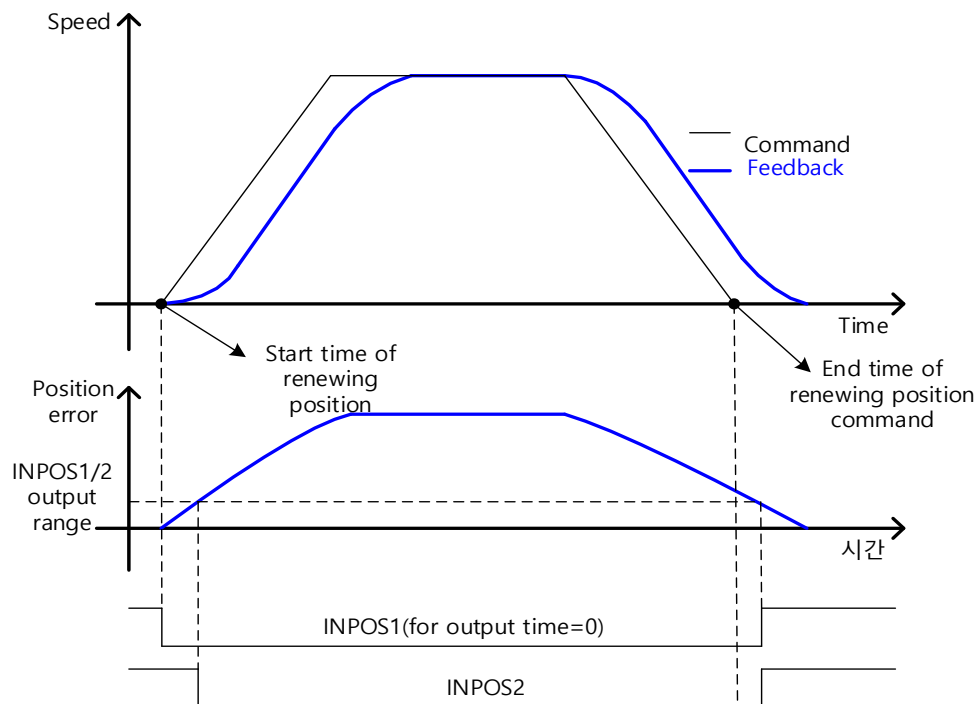 Speed
Command
Feedback
Time
Start time of
renewing
position
End time of
renewing position
command
Position
error
INPOS1/2
output
range
시간
INPOS1(for output time=0)
INPOS2